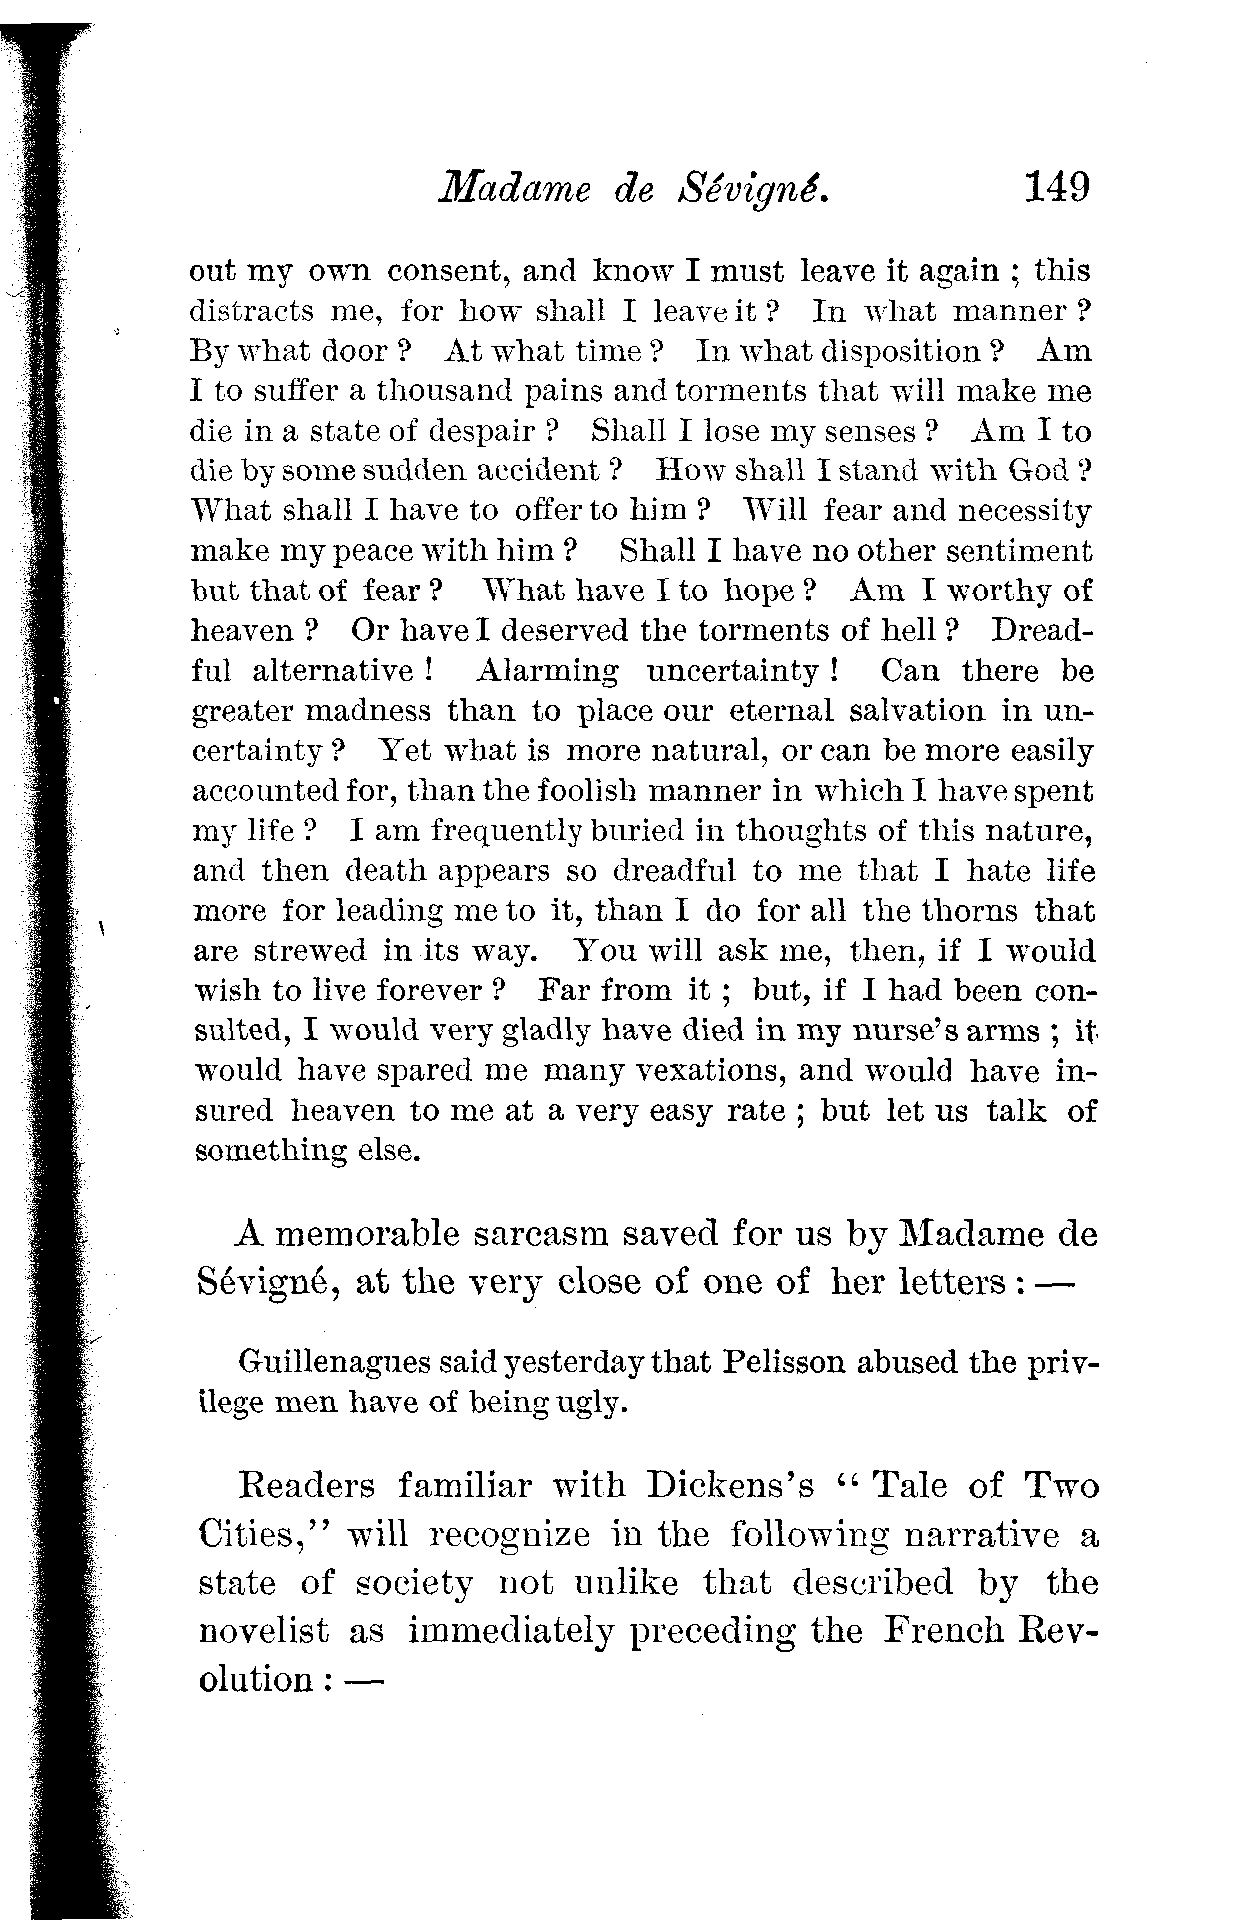 Madame de Sévigné. 149
out my own consent, and know I must leave it again ; this
distracts me, for how shall I leave it ? In what manner ?
By what door ? At what time ? In what disposition ? Am
I to suffer a thousand pains and torments that will make me
die in a state of despair ? Shall I lose my senses ? Am I to
die by some sudden accident ? How shall I stand with God ?
What shall I have to offer to him ? Will fear and necessity
make my peace with him ? Shall I have no other sentiment
but that of fear ? What have I to hope ? Am I worthy of
heaven ? Or have I deserved the torments of hell ? Dread-
ful alternative ! Alarming uncertainty ! Can there be
greater madness than to place our eternal salvation in un-
certainty ? Yet what is more natural, or can be more easily
accounted for, than the foolish manner in which I have spent
my life ? I am frequently buried in thoughts of this nature,
and then death appears so dreadful to me that I hate life
more for leading me to it, than I do for all the thorns that
are strewed in its way. You will ask me, then, if I would
wish to live forever ? Far from it ; but, if I had been con-
sulted, I would very gladly have died in my nurse's arms ; it
would have spared me many vexations, and would have in-
sured heaven to me at a very easy rate ; but let us talk of
something else.
A memorable sarcasm saved for us by Madame de
Sévigné, at the very close of one of her letters : —
Guillenagues said yesterday that Pelisson abused the priv-
ilege men have of being ugly.
Readers familiar with Dickens's “ Tale of Two
Cities,” will recognize in the following narrative a
state of society not unlike that described by the
novelist as immediately preceding the French Rev-
olution : —